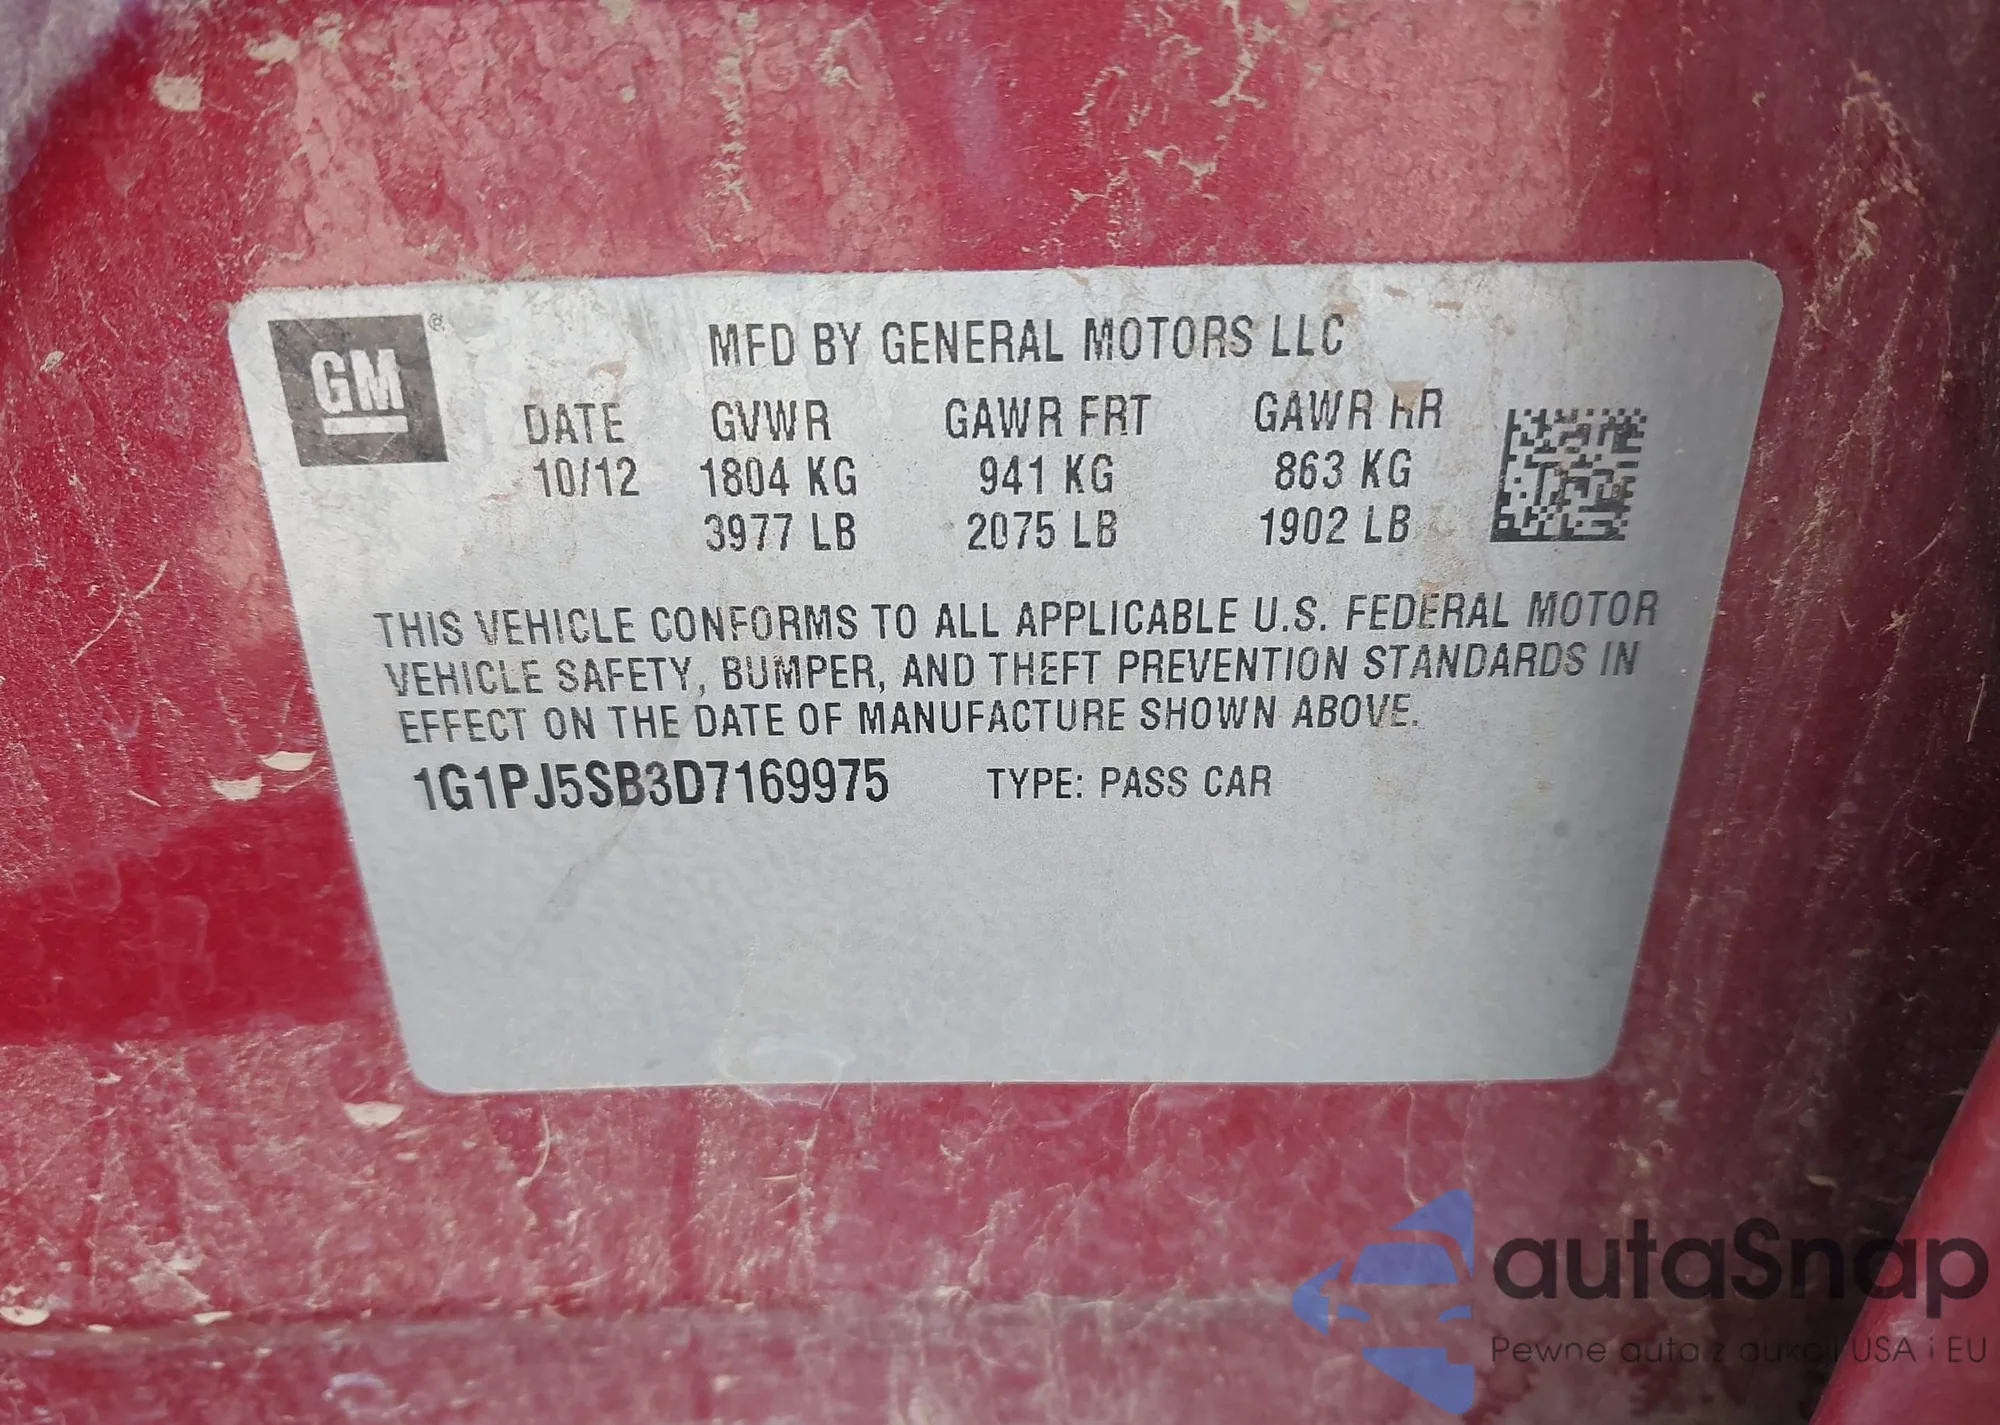 GM®
MFD BY GENERAL MOTORS LLC
DATE GVWR GAWR FRT GAWR RR
10/12 1804 KG 941 KG 863 KG
3977 LB 2075 LB 1902 LB
THIS VEHICLE CONFORMS TO ALL APPLICABLE U.S. FEDERAL MOTOR
VEHICLE SAFETY, BUMPER, AND THEFT PREVENTION STANDARDS IN
EFFECT ON THE DATE OF MANUFACTURE SHOWN ABOVE.
1G1PJ5SB3D7169975 TYPE: PASS CAR
autaSnap
Pewne auta z aukcji USA i EU